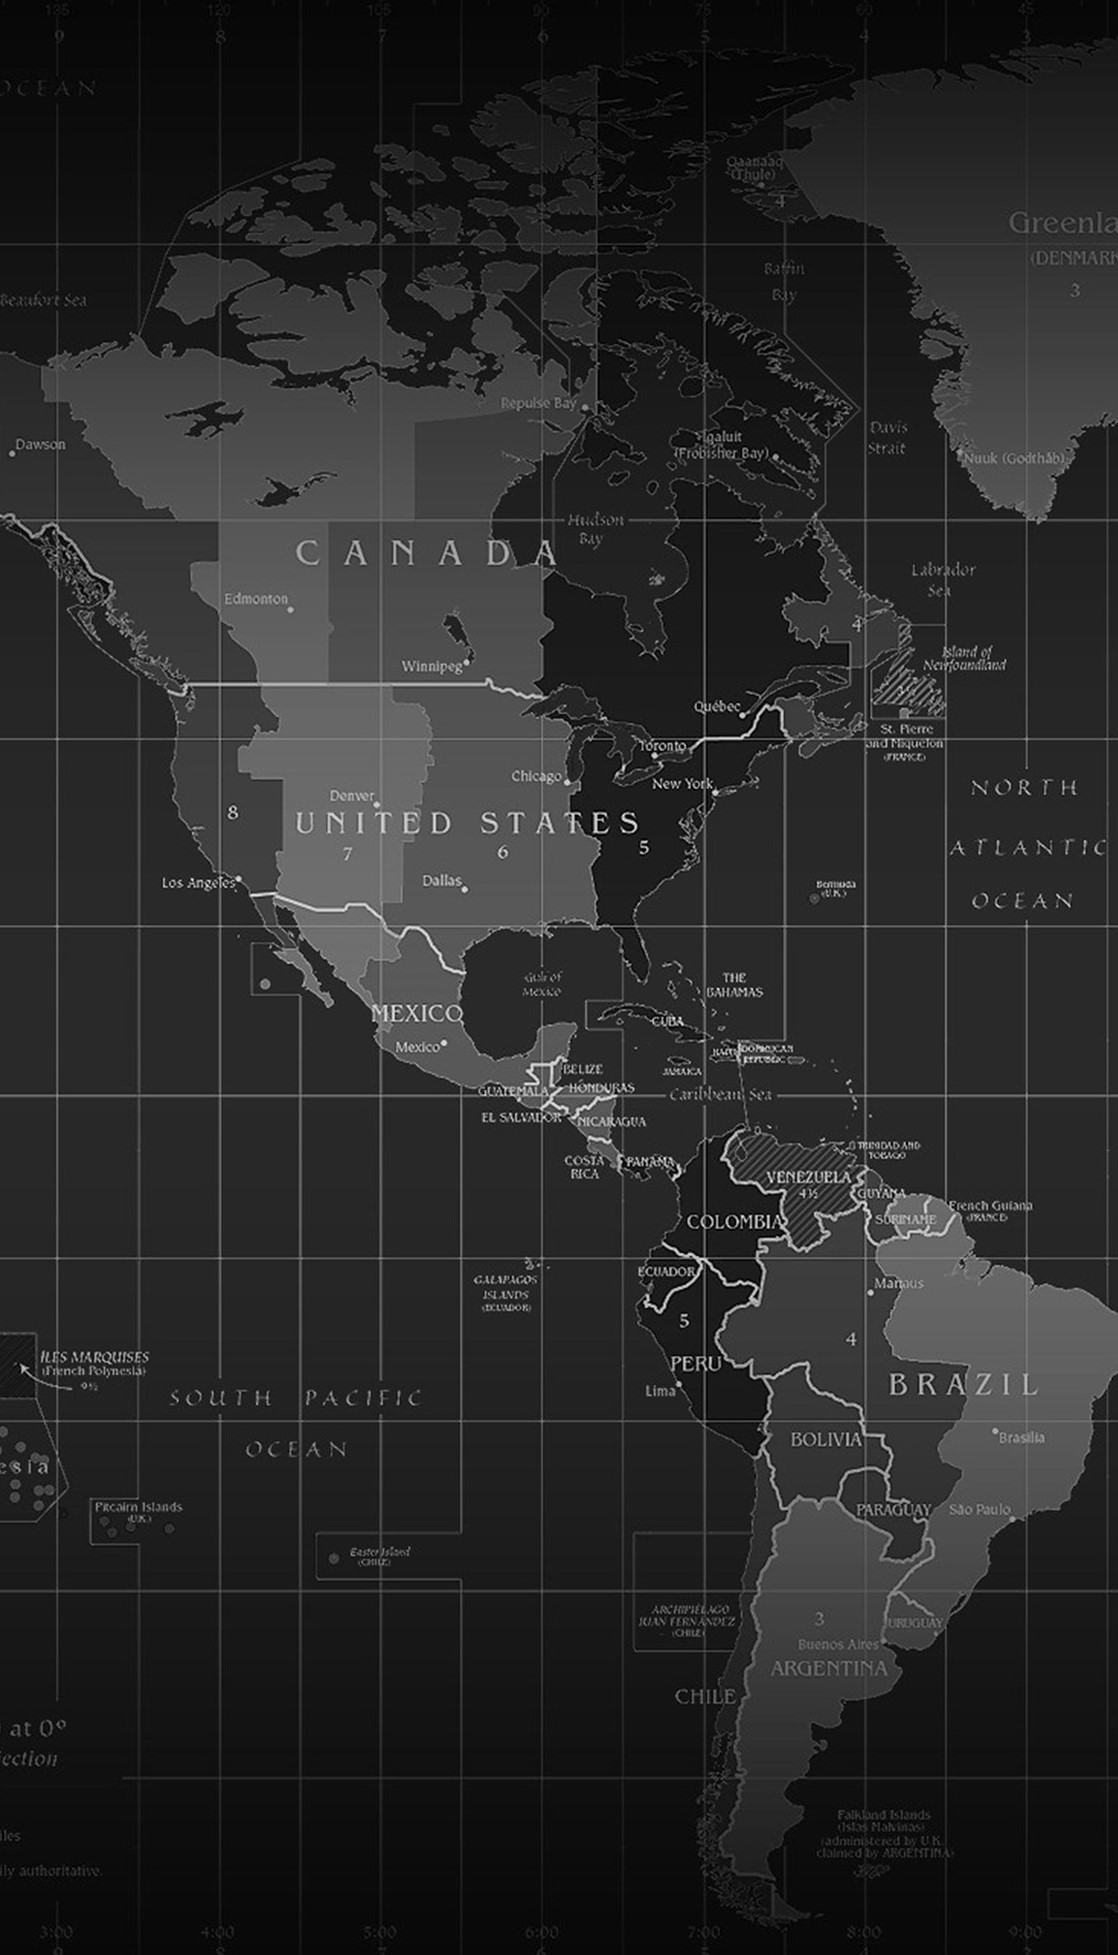 135 120 105 90 75 60 45
9 8 7 6 5 4 3
OCEAN
Qaanaaq
(Thule)
4
Greenla
(DENMARK
3
Baffin
Bay
Beaufort Sea
Repulse Bay
Dawson
Iqaluit
(Frobisher Bay)
Davis
Strait
Nuuk (Godthåb)
Hudson
Bay
CANADA
Labrador
Sea
Edmonton
4
Island of
Newfoundland
Winnipeg
Québec
St. Pierre
and Miquelon
(FRANCE)
Toronto
Chicago
New York
NORTH
ATLANTIC
OCEAN
Denver
8
UNITED STATES
7
6
5
Los Angeles
Dallas
Bermuda
(U.K.)
Gulf of
Mexico
THE
BAHAMAS
MEXICO
CUBA
Mexico
HAITI
DOMINICAN
REPUBLIC
JAMAICA
BELIZE
GUATEMALA
HONDURAS
Caribbean Sea
EL SALVADOR
NICARAGUA
COSTA
RICA
PANAMA
TRINIDAD AND
TOBAGO
VENEZUELA
4½
GUYANA
SURINAME
French Guiana
(FRANCE)
COLOMBIA
GALAPAGOS
ISLANDS
(ECUADOR)
ECUADOR
Manaus
5
4
PERU
ILES MARQUISES
(French Polynesia)
9½
Lima
BRAZIL
SOUTH PACIFIC
OCEAN
BOLIVIA
Brasília
esia
Pitcairn Islands
(U.K.)
PARAGUAY
São Paulo
Easter Island
(CHILE)
ARCHIPIÉLAGO
JUAN FERNÁNDEZ
(CHILE)
3
URUGUAY
Buenos Aires
ARGENTINA
CHILE
at 0°
jection
Falkland Islands
(Islas Malvinas)
(administered by U.K.
claimed by ARGENTINA)
iles
ily authoritative.
3:00 4:00 5:00 6:00 7:00 8:00 9:00